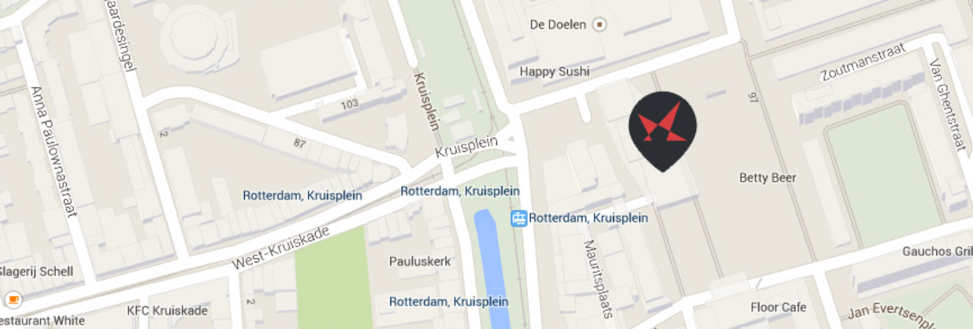 De Doelen
aardesingel
Happy Sushi
Zoutmanstraat
Van Ghentstraat
Anna Paulownastraat
Kruisplein
103
97
2
87
Kruisplein
Betty Beer
Rotterdam, Kruisplein
Rotterdam, Kruisplein
Rotterdam, Kruisplein
West-Kruiskade
Mauritsplaats
Gauchos Gril
Pauluskerk
Slagerij Schell
2
Rotterdam, Kruisplein
KFC Kruiskade
Floor Cafe
Jan Evertsenpl
estaurant White